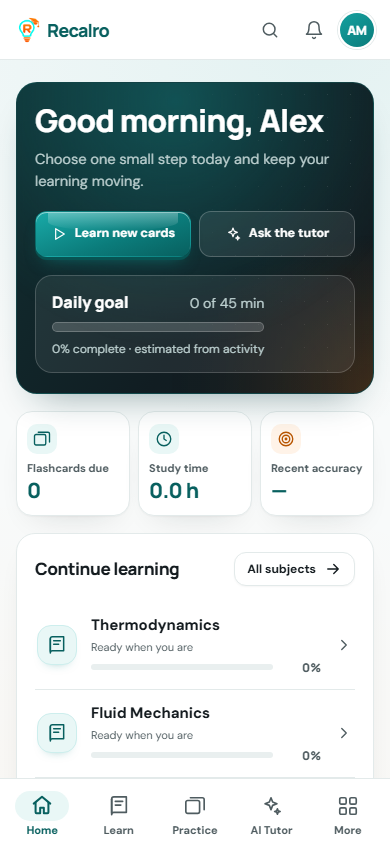 R
Recalro
AM
Good morning, Alex
Choose one small step today and keep your
learning moving.
Learn new cards
Ask the tutor
Daily goal
0 of 45 min
0% complete · estimated from activity
Flashcards due
0
Study time
0.0 h
Recent accuracy
—
Continue learning
All subjects
Thermodynamics
Ready when you are
0%
Fluid Mechanics
Ready when you are
0%
Home
Learn
Practice
AI Tutor
More